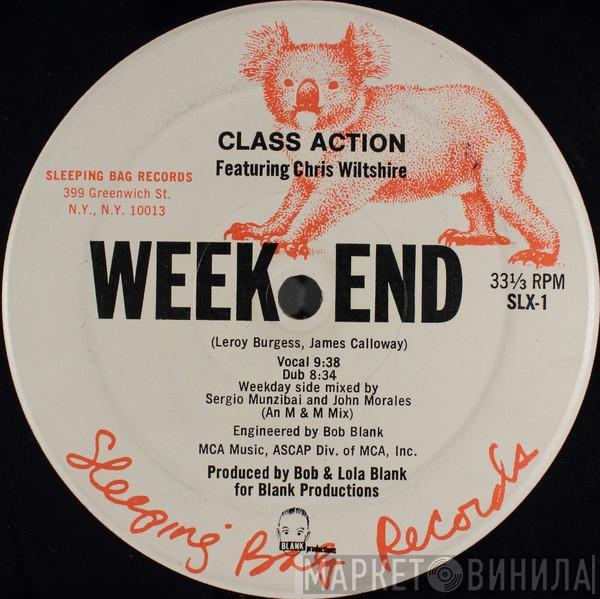 CLASS ACTION
Featuring Chris Wiltshire
SLEEPING BAG RECORDS
399 Greenwich St.
N.Y., N.Y. 10013
WEEK END
33⅓ RPM
SLX-1
(Leroy Burgess, James Calloway)
Vocal 9:38
Dub 8:34
Weekday side mixed by
Sergio Munzibai and John Morales
(An M & M Mix)
Engineered by Bob Blank
MCA Music, ASCAP Div. of MCA, Inc.
Produced by Bob & Lola Blank
for Blank Productions
BLANK productions
Sleeping Bag Records
МАРКЕТ ВИНИЛА